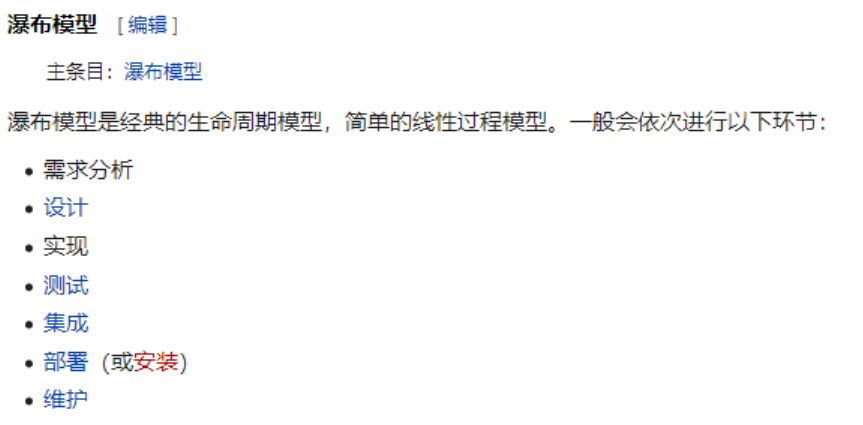 瀑布模型 [编辑]
主条目：瀑布模型
瀑布模型是经典的生命周期模型，简单的线性过程模型。一般会依次进行以下环节：
• 需求分析
• 设计
• 实现
• 测试
• 集成
• 部署（或安装）
• 维护